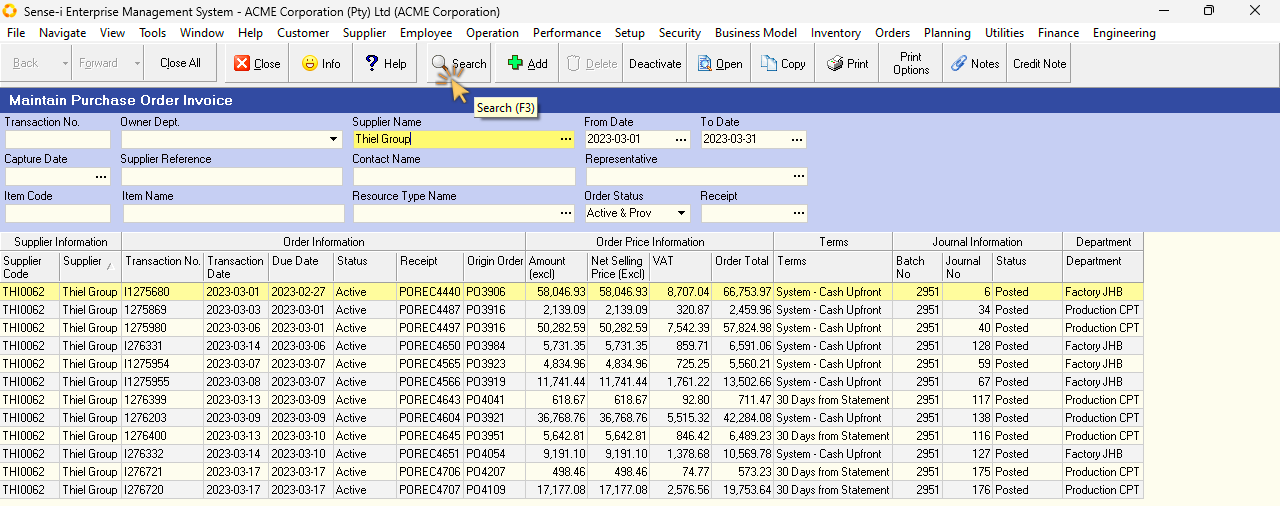 Sense-i Enterprise Management System - ACME Corporation (Pty) Ltd (ACME Corporation)
File Navigate View Tools Window Help Customer Supplier Employee Operation Performance Setup Security Business Model Inventory Orders Planning Utilities Finance Engineering
Back Forward Close All Close Info Help Search Add Delete Deactivate Open Copy Print Print Options Notes Credit Note
Search (F3)
Maintain Purchase Order Invoice
Transaction No. Owner Dept. Supplier Name From Date To Date
Thiel Group 2023-03-01 2023-03-31
Capture Date Supplier Reference Contact Name Representative
Item Code Item Name Resource Type Name Order Status Receipt
Active & Prov
Supplier Information Order Information Order Price Information Terms Journal Information Department
Supplier Code Supplier Transaction No. Transaction Date Due Date Status Receipt Origin Order Amount (excl) Net Selling Price (Excl) VAT Order Total Terms Batch No Journal No Status Department
THI0062 Thiel Group I1275680 2023-03-01 2023-02-27 Active POREC4440 PO3906 58,046.93 58,046.93 8,707.04 66,753.97 System - Cash Upfront 2951 6 Posted Factory JHB
THI0062 Thiel Group 1275869 2023-03-03 2023-03-01 Active POREC4487 PO3916 2,139.09 2,139.09 320.87 2,459.96 System - Cash Upfront 2951 34 Posted Production CPT
THI0062 Thiel Group 1275980 2023-03-06 2023-03-01 Active POREC4497 PO3916 50,282.59 50,282.59 7,542.39 57,824.98 System - Cash Upfront 2951 40 Posted Production CPT
THI0062 Thiel Group I276331 2023-03-14 2023-03-06 Active POREC4650 PO3984 5,731.35 5,731.35 859.71 6,591.06 System - Cash Upfront 2951 128 Posted Factory JHB
THI0062 Thiel Group I1275954 2023-03-07 2023-03-07 Active POREC4565 PO3923 4,834.96 4,834.96 725.25 5,560.21 System - Cash Upfront 2951 59 Posted Factory JHB
THI0062 Thiel Group I1275955 2023-03-08 2023-03-07 Active POREC4566 PO3919 11,741.44 11,741.44 1,761.22 13,502.66 System - Cash Upfront 2951 67 Posted Factory JHB
THI0062 Thiel Group 1276399 2023-03-13 2023-03-09 Active POREC4643 PO4041 618.67 618.67 92.80 711.47 30 Days from Statement 2951 117 Posted Production CPT
THI0062 Thiel Group 1276203 2023-03-09 2023-03-09 Active POREC4604 PO3921 36,768.76 36,768.76 5,515.32 42,284.08 System - Cash Upfront 2951 138 Posted Production CPT
THI0062 Thiel Group 1276400 2023-03-13 2023-03-10 Active POREC4645 PO3951 5,642.81 5,642.81 846.42 6,489.23 30 Days from Statement 2951 116 Posted Production CPT
THI0062 Thiel Group I276332 2023-03-14 2023-03-10 Active POREC4651 PO4054 9,191.10 9,191.10 1,378.68 10,569.78 System - Cash Upfront 2951 127 Posted Factory JHB
THI0062 Thiel Group I276721 2023-03-17 2023-03-17 Active POREC4706 PO4207 498.46 498.46 74.77 573.23 30 Days from Statement 2951 175 Posted Production CPT
THI0062 Thiel Group I276720 2023-03-17 2023-03-17 Active POREC4707 PO4109 17,177.08 17,177.08 2,576.56 19,753.64 30 Days from Statement 2951 176 Posted Production CPT